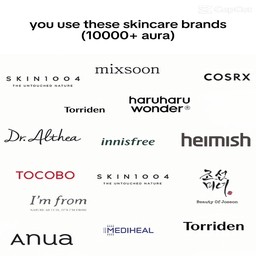 you use these skincare brands
(10000+ aura)
mixsoon
SKIN1004
THE UNTOUCHED NATURE
COSRX
Torriden
haruharu
wonder®
Dr.Althea
innisfree
heimish
TOCOBO
SKIN1004
THE UNTOUCHED NATURE
조선
미녀
Beauty Of Joseon
I'm from
Anua
MEDIHEAL
Torriden